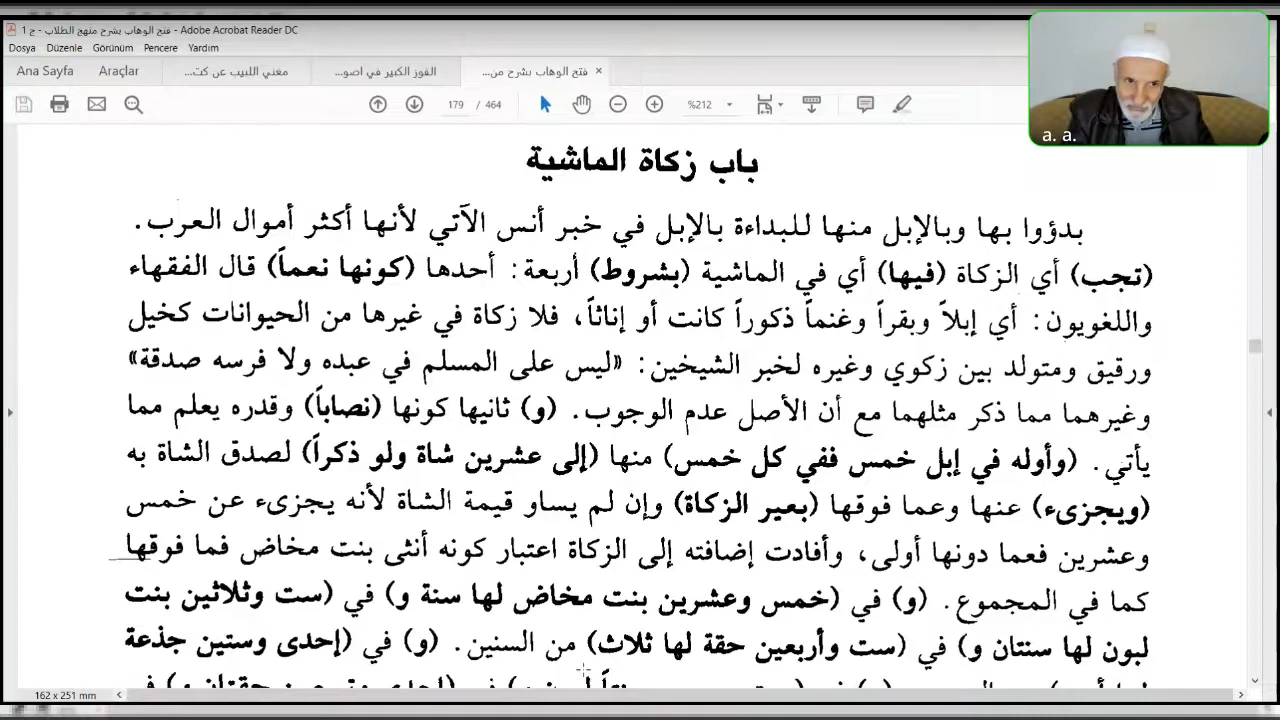 فتح الوهاب بشرح منهج الطلاب - ج 1 - Adobe Acrobat Reader DC
Dosya Düzenle Görünüm Pencere Yardım
Ana Sayfa Araçlar مغني اللبيب عن كت... الفوز الكبير في اصو... فتح الوهاب بشرح من... ×
179 / 464 %212
a. a.
باب زكاة الماشية
بدؤوا بها وبالإبل منها للبداءة بالإبل في خبر أنس الآتي لأنها أكثر أموال العرب.
(تجب) أي الزكاة (فيها) أي في الماشية (بشروط) أربعة: أحدها (كونها نعماً) قال الفقهاء
واللغويون: أي إبلاً وبقراً وغنماً ذكوراً كانت أو إناثاً، فلا زكاة في غيرها من الحيوانات كخيل
ورقيق ومتولد بين زكوي وغيره لخبر الشيخين: «ليس على المسلم في عبده ولا فرسه صدقة»
وغيرهما مما ذكر مثلهما مع أن الأصل عدم الوجوب. (و) ثانيها كونها (نصاباً) وقدره يعلم مما
يأتي. (وأوله في إبل خمس ففي كل خمس) منها (إلى عشرين شاة ولو ذكراً) لصدق الشاة به
(ويجزىء) عنها وعما فوقها (بعير الزكاة) وإن لم يساو قيمة الشاة لأنه يجزىء عن خمس
وعشرين فعما دونها أولى، وأفادت إضافته إلى الزكاة اعتبار كونه أنثى بنت مخاض فما فوقها
كما في المجموع. (و) في (خمس وعشرين بنت مخاض لها سنة و) في (ست وثلاثين بنت
لبون لها سنتان و) في (ست وأربعين حقة لها ثلاث) من السنين. (و) في (إحدى وستين جذعة
162 x 251 mm